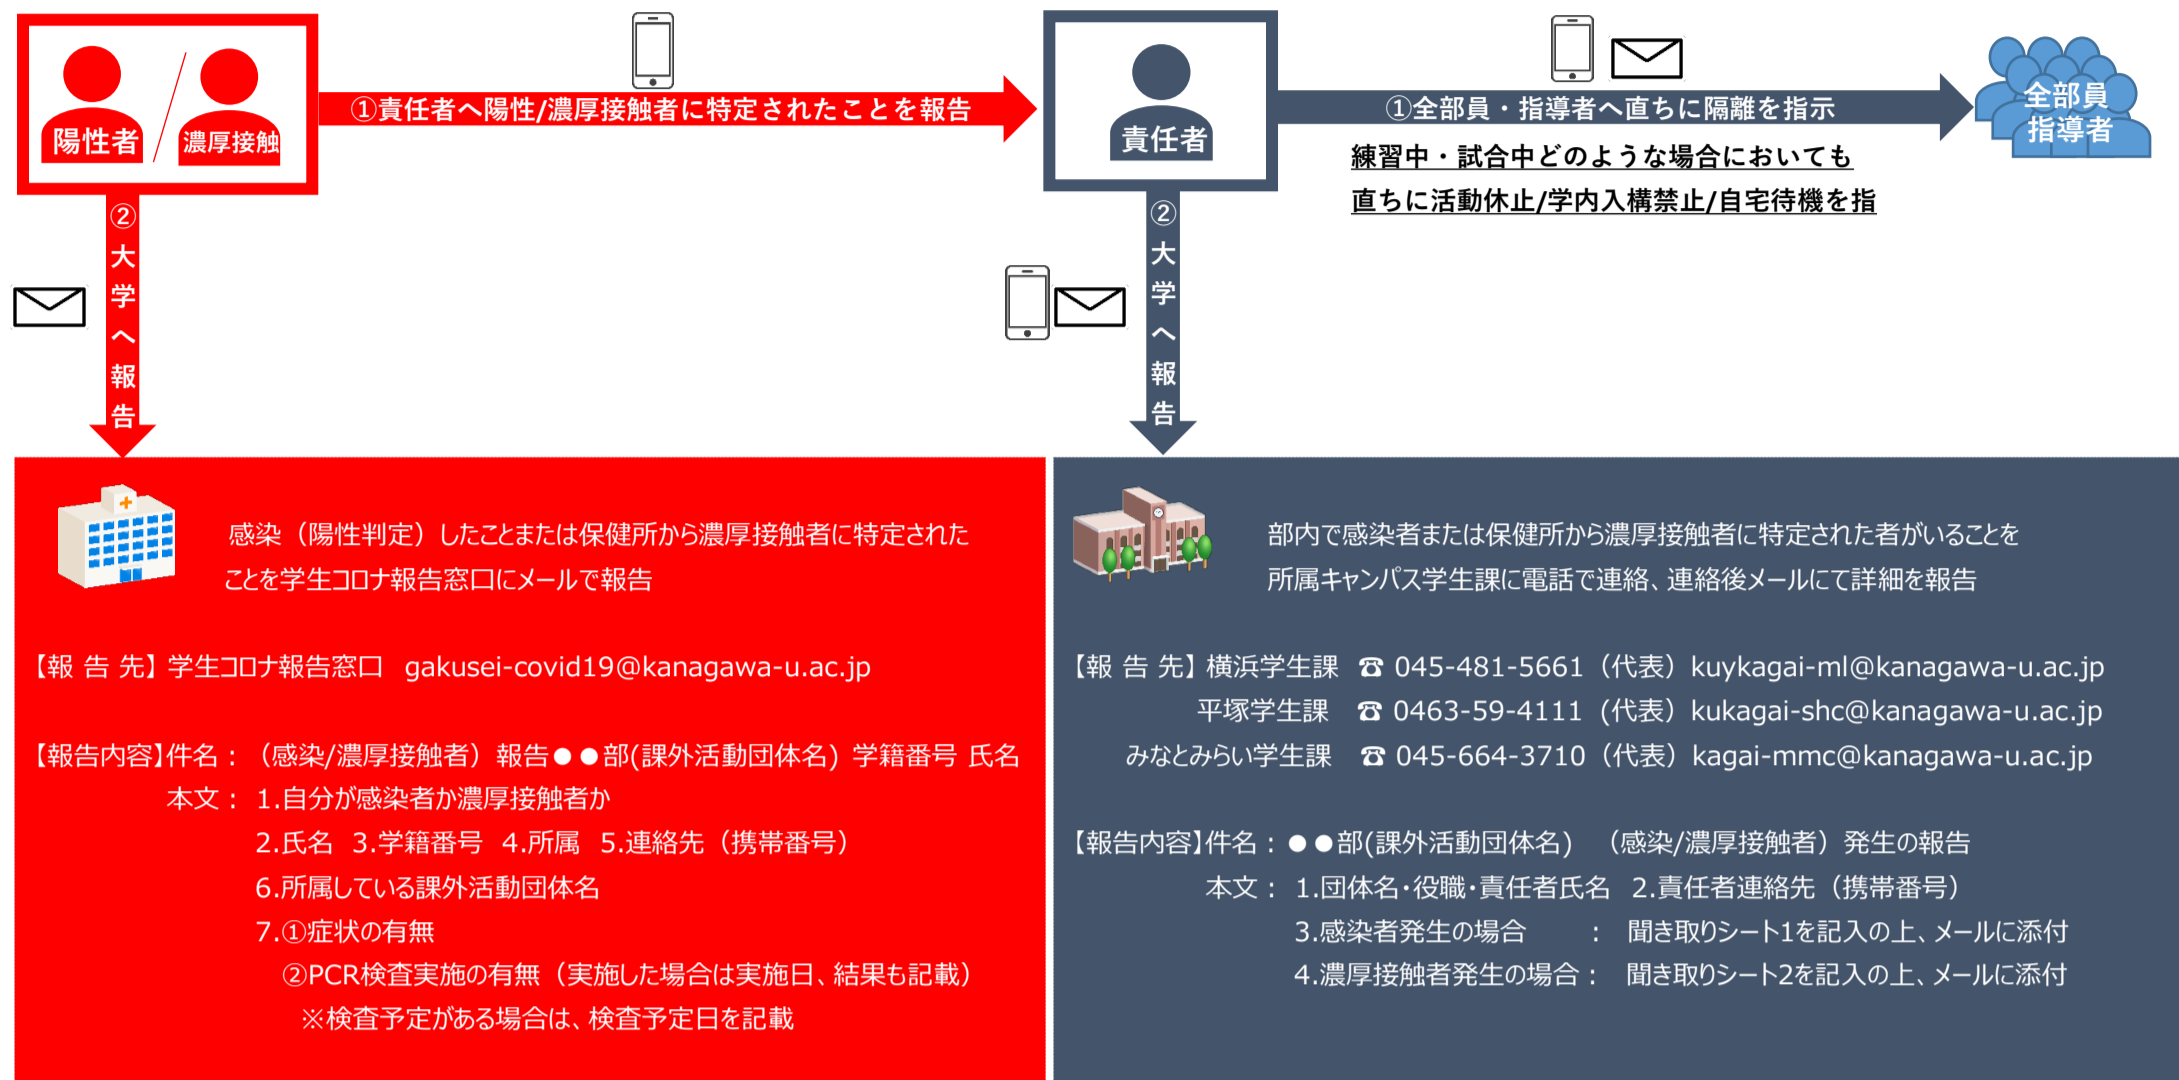 陽性者
濃厚接触
①責任者へ陽性/濃厚接触者に特定されたことを報告
責任者
①全部員・指導者へ直ちに隔離を指示
全部員
指導者
練習中・試合中どのような場合においても
直ちに活動休止/学内入構禁止/自宅待機を指
②大学へ報告
②大学へ報告
感染（陽性判定）したことまたは保健所から濃厚接触者に特定された
ことを学生コロナ報告窓口にメールで報告
【報 告 先】学生コロナ報告窓口 gakusei-covid19@kanagawa-u.ac.jp
【報告内容】件名：（感染/濃厚接触者）報告●●部(課外活動団体名) 学籍番号 氏名
本文： 1.自分が感染者か濃厚接触者か
2.氏名 3.学籍番号 4.所属 5.連絡先（携帯番号）
6.所属している課外活動団体名
7.①症状の有無
②PCR検査実施の有無（実施した場合は実施日、結果も記載）
※検査予定がある場合は、検査予定日を記載
部内で感染者または保健所から濃厚接触者に特定された者がいることを
所属キャンパス学生課に電話で連絡、連絡後メールにて詳細を報告
【報 告 先】横浜学生課 ☎ 045-481-5661（代表）kuykagai-ml@kanagawa-u.ac.jp
平塚学生課 ☎ 0463-59-4111 (代表）kukagai-shc@kanagawa-u.ac.jp
みなとみらい学生課 ☎ 045-664-3710（代表）kagai-mmc@kanagawa-u.ac.jp
【報告内容】件名：●●部(課外活動団体名) （感染/濃厚接触者）発生の報告
本文： 1.団体名・役職・責任者氏名 2.責任者連絡先（携帯番号）
3.感染者発生の場合 ： 聞き取りシート1を記入の上、メールに添付
4.濃厚接触者発生の場合： 聞き取りシート2を記入の上、メールに添付